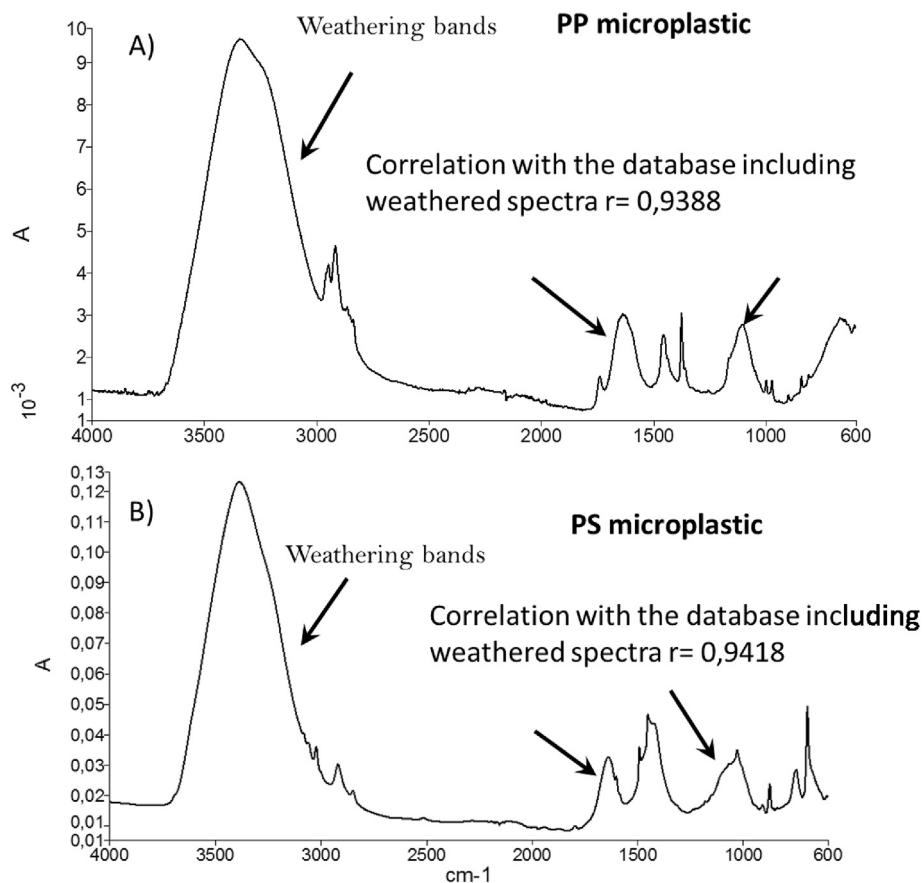 A)
Weathering bands
PP microplastic
Correlation with the database including
weathered spectra r= 0,9388
A
10
9
8
7
6
5
4
3
2
1
1
10-3
4000 3500 3000 2500 2000 1500 1000 600
B)
PS microplastic
Weathering bands
Correlation with the database including
weathered spectra r= 0,9418
A
0,13
0,12
0,11
0,10
0,09
0,08
0,07
0,06
0,05
0,04
0,03
0,02
0,01
0,01
4000 3500 3000 2500 2000 1500 1000 600
cm-1